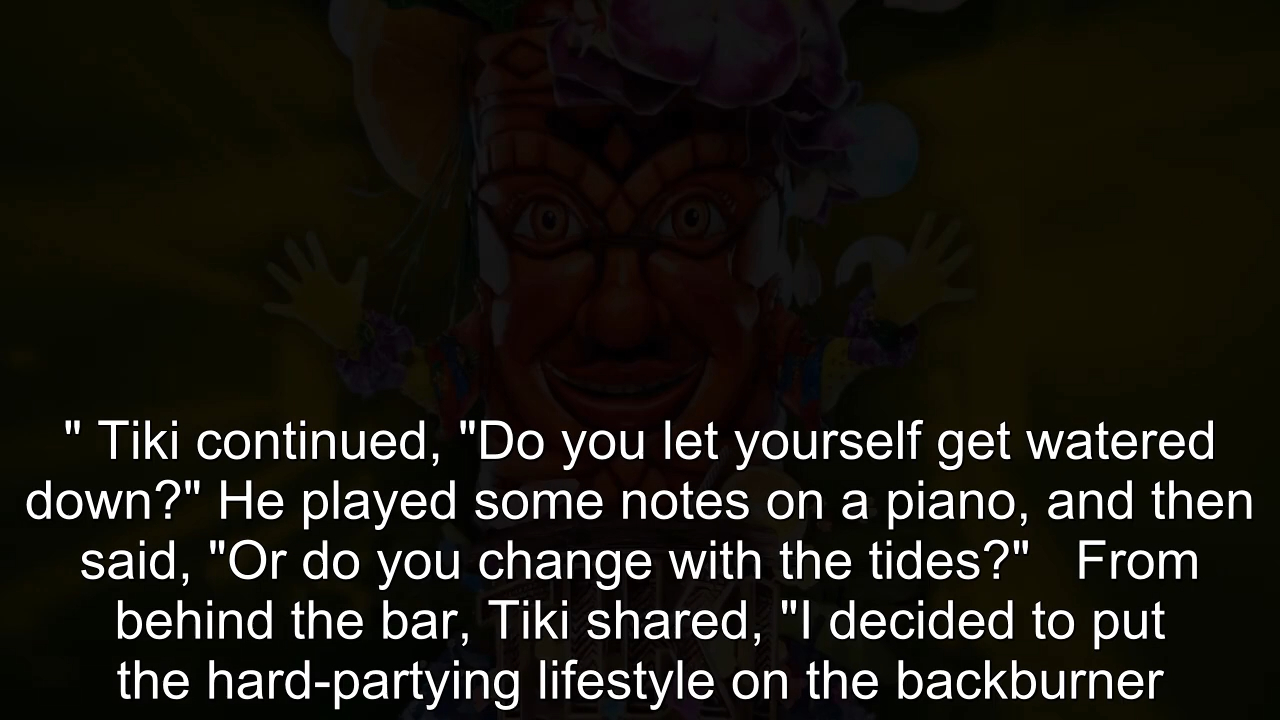 " Tiki continued, "Do you let yourself get watered
down?" He played some notes on a piano, and then
said, "Or do you change with the tides?"   From
behind the bar, Tiki shared, "I decided to put
the hard-partying lifestyle on the backburner
TIKI